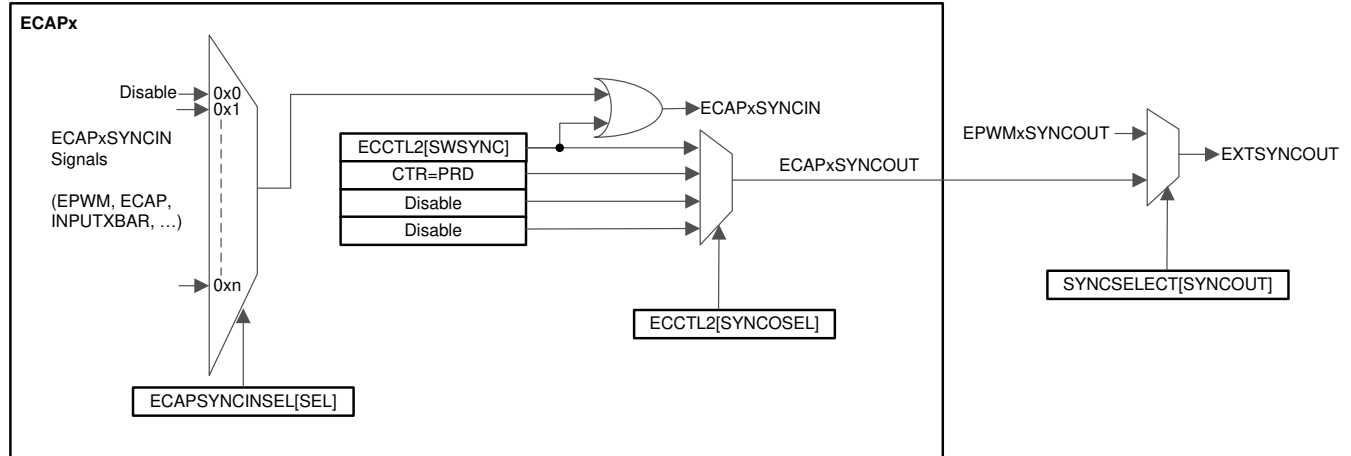 ECAPx
Disable
0x0
0x1
ECAPxSYNCIN
Signals
(EPWM, ECAP,
INPUTXBAR, …)
0xn
ECAPSYNCINSEL[SEL]
ECCTL2[SWSYNC]
CTR=PRD
Disable
Disable
ECAPxSYNCIN
ECAPxSYNCOUT
ECCTL2[SYNCOSEL]
EPWMxSYNCOUT
EXTSYNCOUT
SYNCSELECT[SYNCOUT]